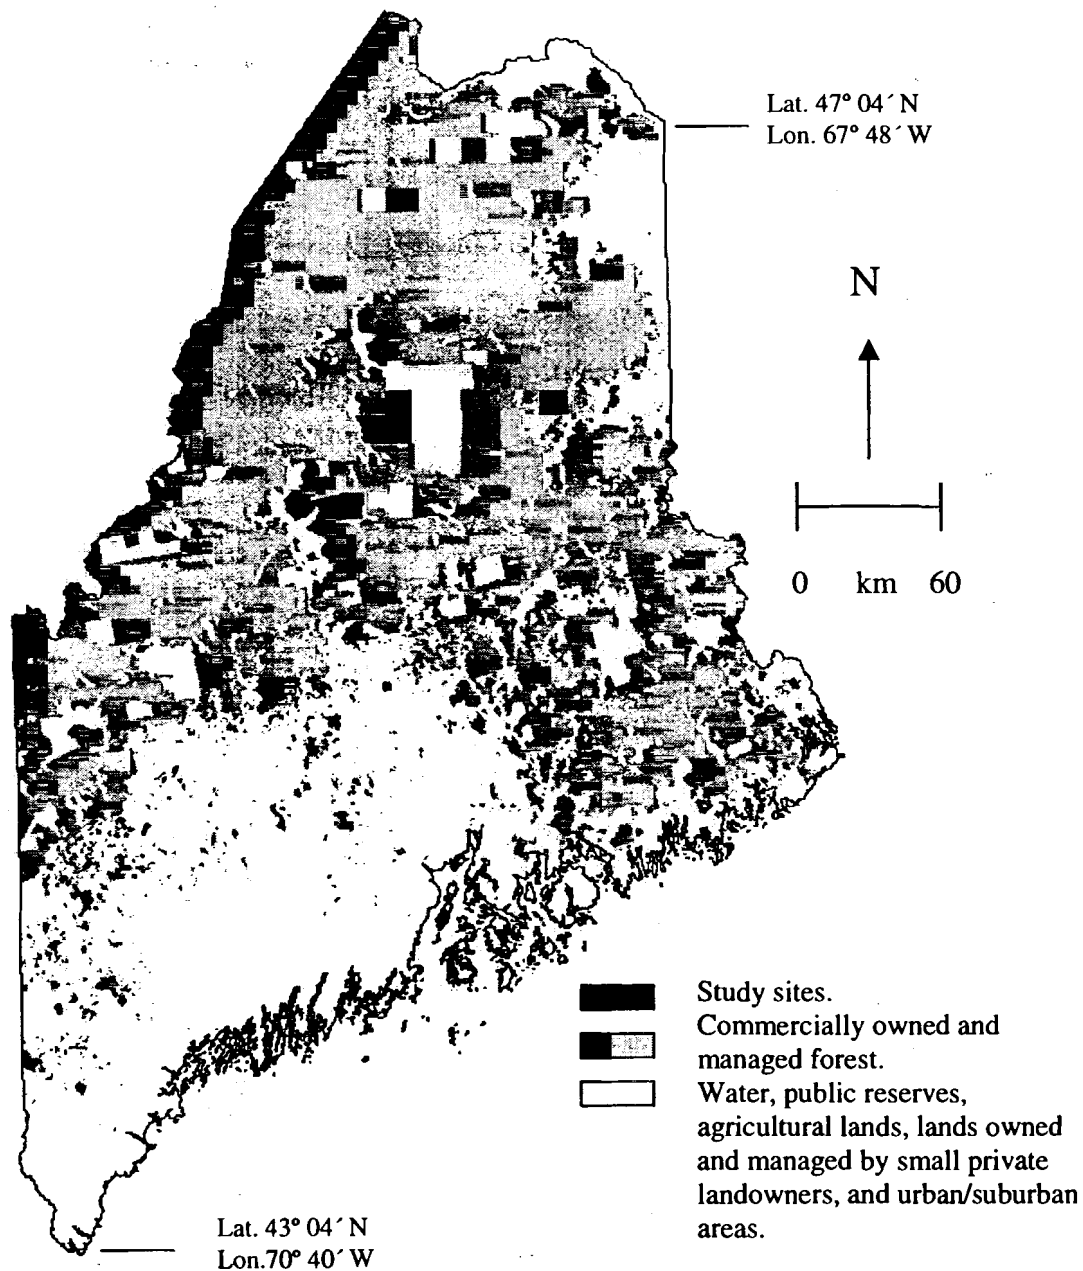 Lat. 47° 04´ N
Lon. 67° 48´ W
N
0 km 60
Study sites.
Commercially owned and
managed forest.
Water, public reserves,
agricultural lands, lands owned
and managed by small private
landowners, and urban/suburban
areas.
Lat. 43° 04´ N
Lon.70° 40´ W